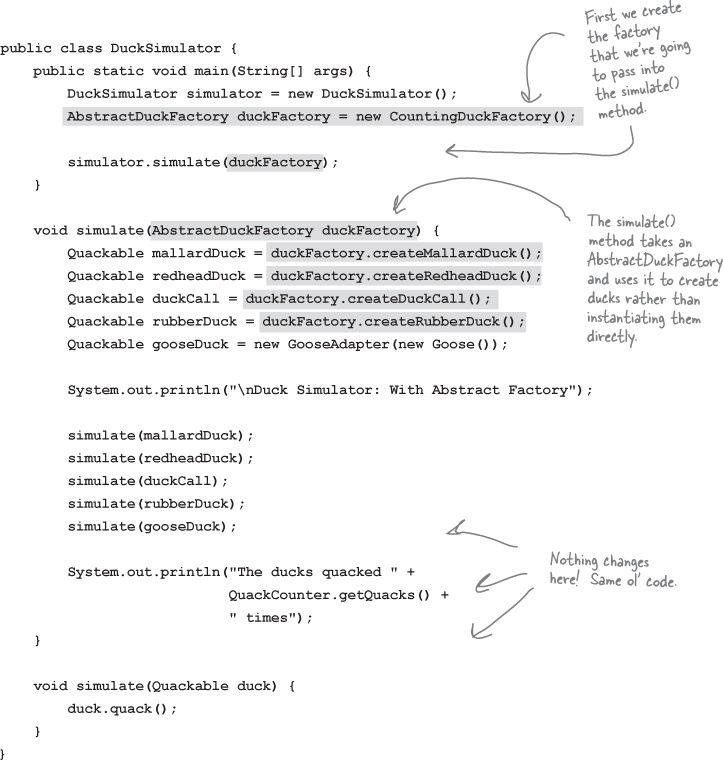 public class DuckSimulator {
public static void main(String[] args) {
DuckSimulator simulator = new DuckSimulator();
AbstractDuckFactory duckFactory = new CountingDuckFactory();
simulator.simulate(duckFactory);
}
First we create
the factory
that we're going
to pass into
the simulate()
method.
void simulate(AbstractDuckFactory duckFactory) {
Quackable mallardDuck = duckFactory.createMallardDuck();
Quackable redheadDuck = duckFactory.createRedheadDuck();
Quackable duckCall = duckFactory.createDuckCall();
Quackable rubberDuck = duckFactory.createRubberDuck();
Quackable gooseDuck = new GooseAdapter(new Goose());
The simulate()
method takes an
AbstractDuckFactory
and uses it to create
ducks rather than
instantiating them
directly.
System.out.println("\nDuck Simulator: With Abstract Factory");
simulate(mallardDuck);
simulate(redheadDuck);
simulate(duckCall);
simulate(rubberDuck);
simulate(gooseDuck);
System.out.println("The ducks quacked " +
QuackCounter.getQuacks() +
" times");
}
Nothing changes
here! Same ol' code.
void simulate(Quackable duck) {
duck.quack();
}
}